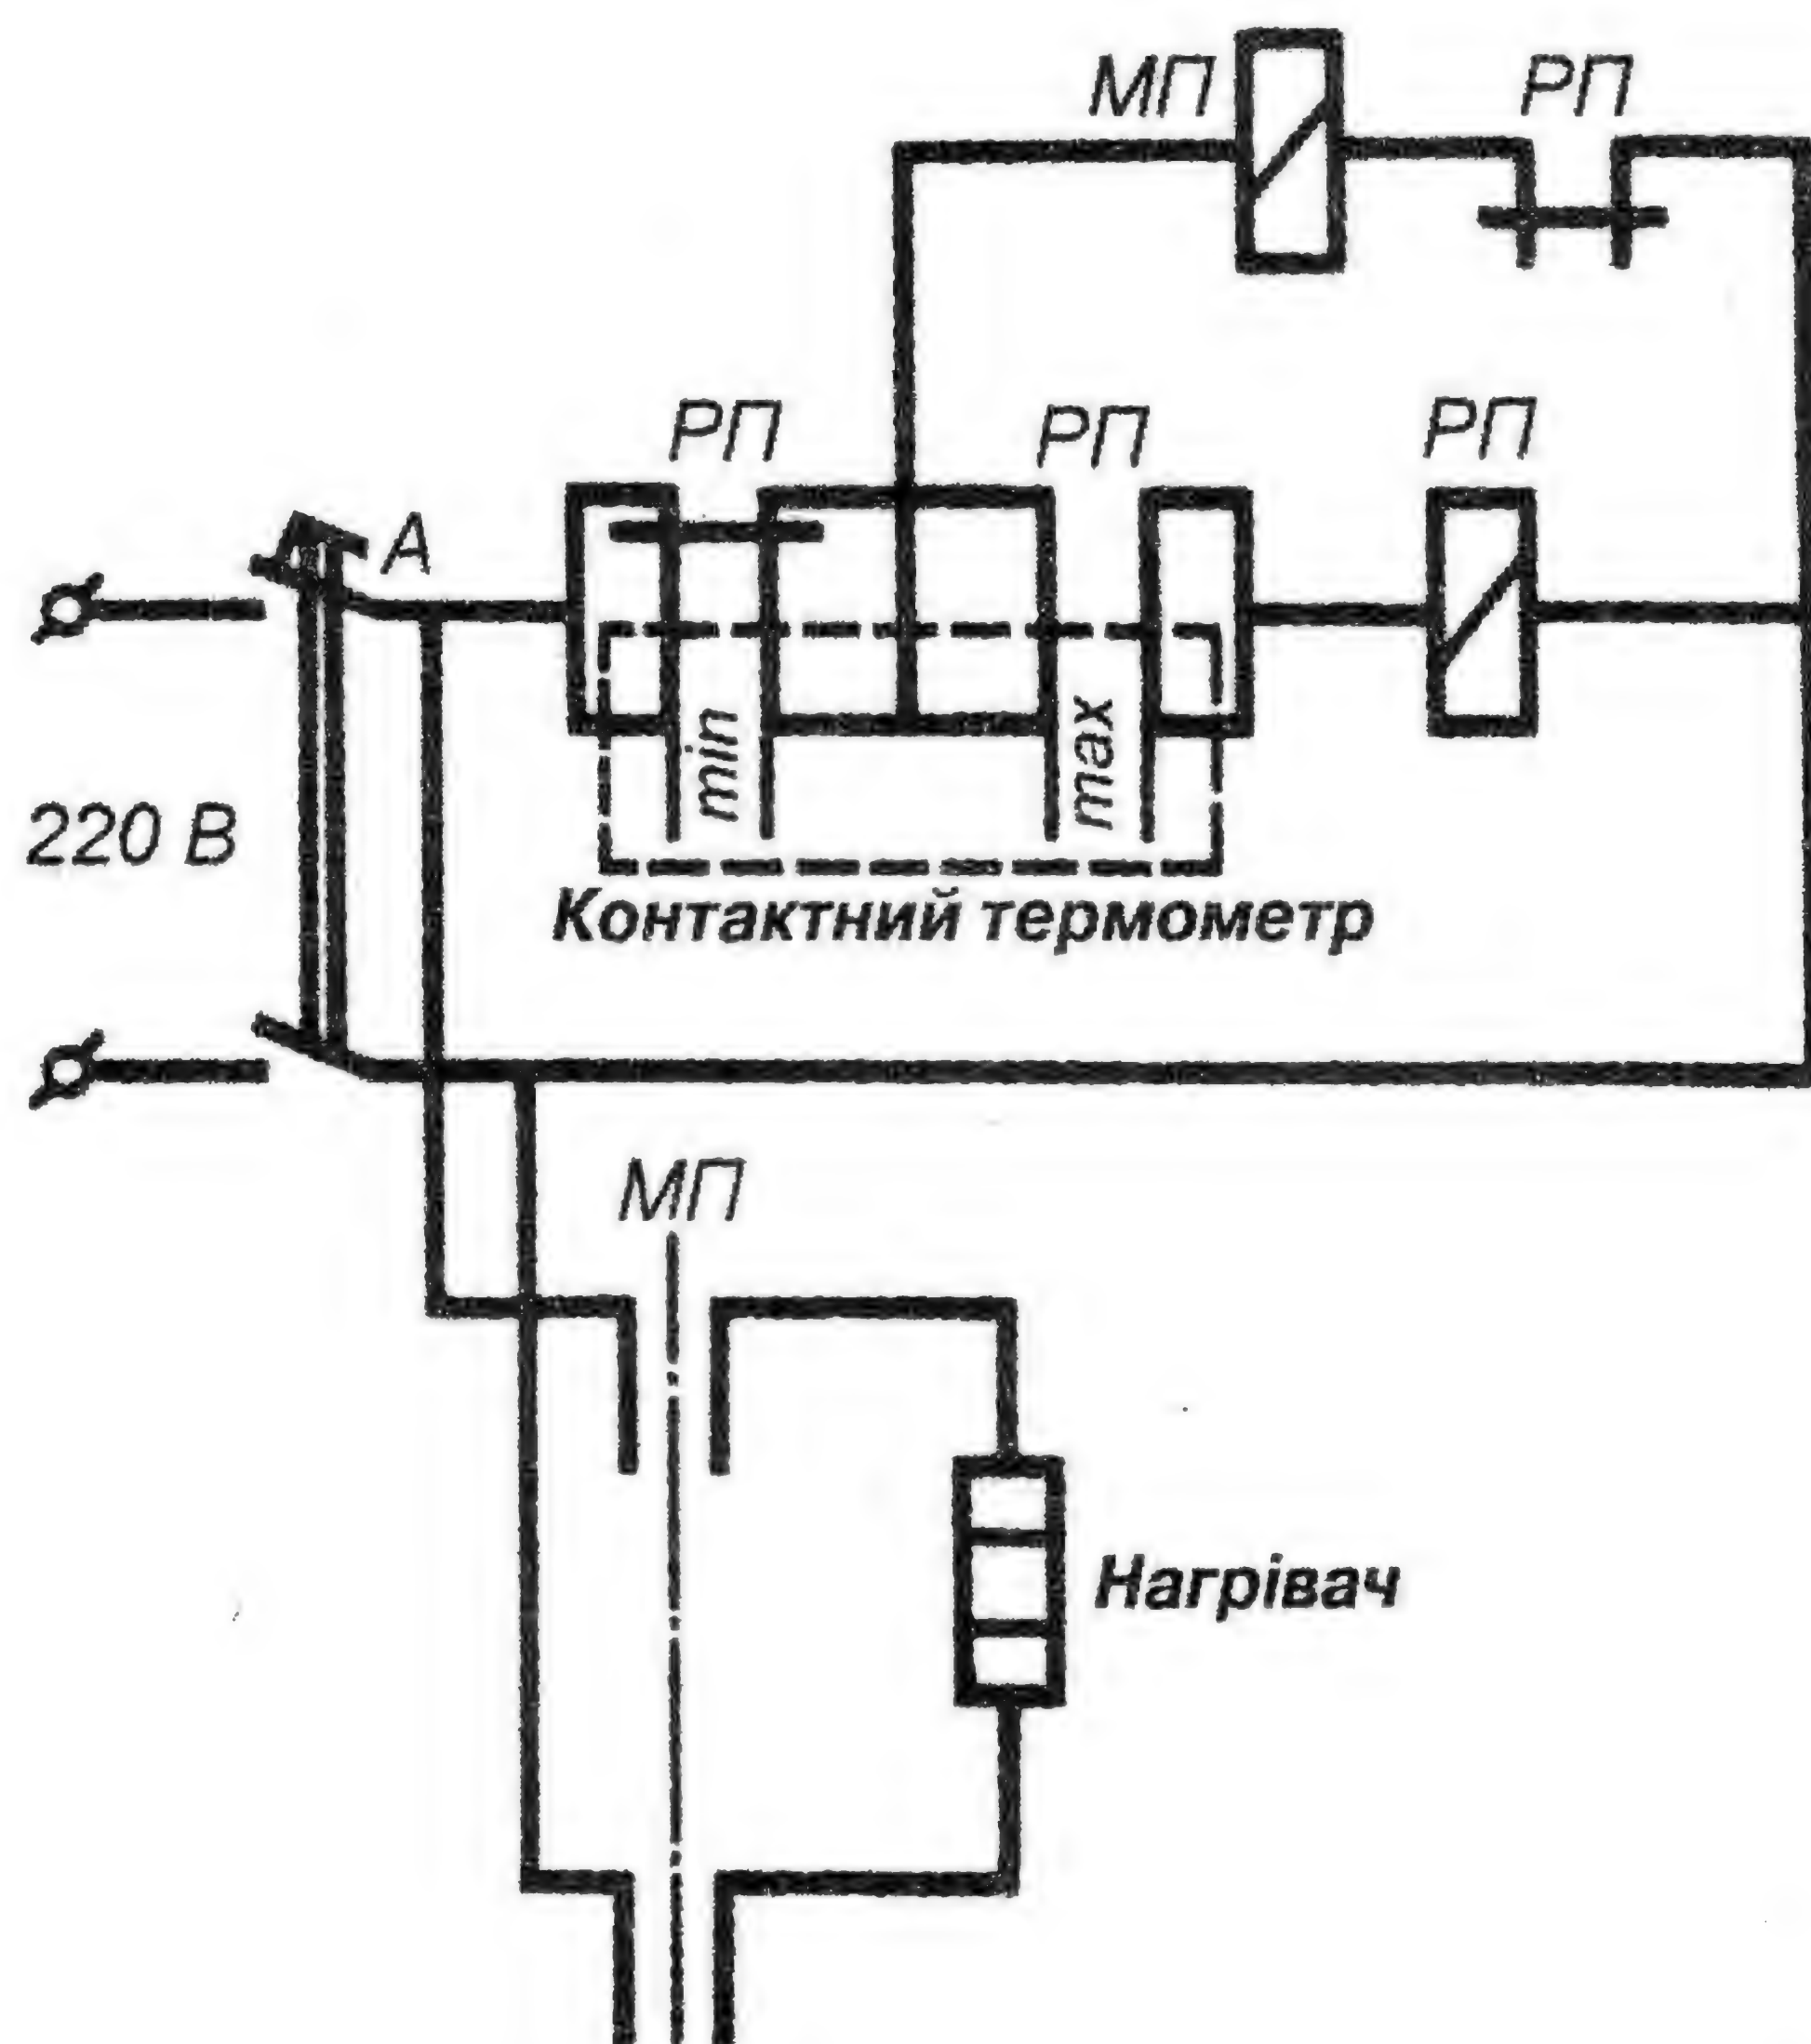 МП
РП
РП
РП
РП
А
220 В
min
max
Контактний термометр
МП
Нагрівач